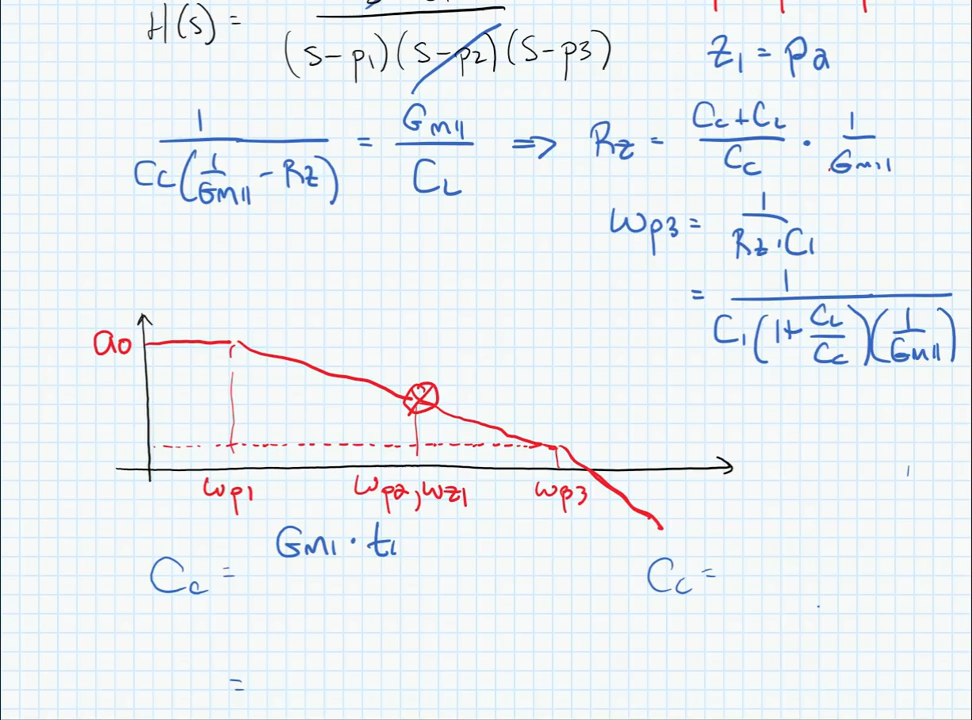 H(s) = (s-p1)(s-p2)(s-p3)
z1 = p2
1 / Cc(1/Gm11 - Rz) = Gm11 / CL ⇒ Rz = (Cc+CL)/Cc · 1/Gm11
ωp3 = 1 / Rz·C1
= 1 / C1(1+CL/Cc)(1/Gm11)
a0
ωp1 ωp2,ωz1 ωp3
Gm1·t1
Cc =
Cc =
=